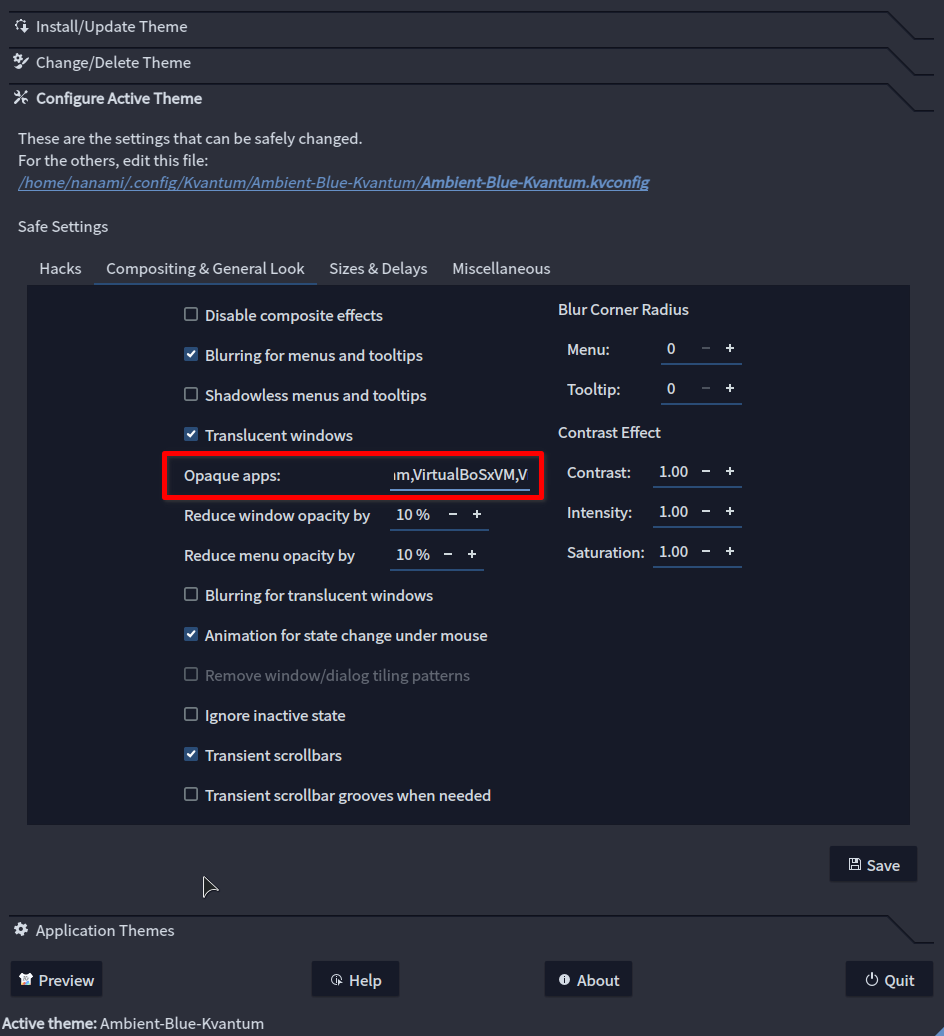 Install/Update Theme
Change/Delete Theme
Configure Active Theme
These are the settings that can be safely changed.
For the others, edit this file:
/home/nanami/.config/Kvantum/Ambient-Blue-Kvantum/Ambient-Blue-Kvantum.kvconfig
Safe Settings
Hacks Compositing & General Look Sizes & Delays Miscellaneous
Disable composite effects
Blurring for menus and tooltips
Shadowless menus and tooltips
Translucent windows
Opaque apps: m,VirtualBoSxVM,V
Reduce window opacity by 10 % − +
Reduce menu opacity by 10 % − +
Blurring for translucent windows
Animation for state change under mouse
Remove window/dialog tiling patterns
Ignore inactive state
Transient scrollbars
Transient scrollbar grooves when needed
Blur Corner Radius
Menu: 0 − +
Tooltip: 0 − +
Contrast Effect
Contrast: 1.00 − +
Intensity: 1.00 − +
Saturation: 1.00 − +
Save
Application Themes
Preview Help About Quit
Active theme: Ambient-Blue-Kvantum